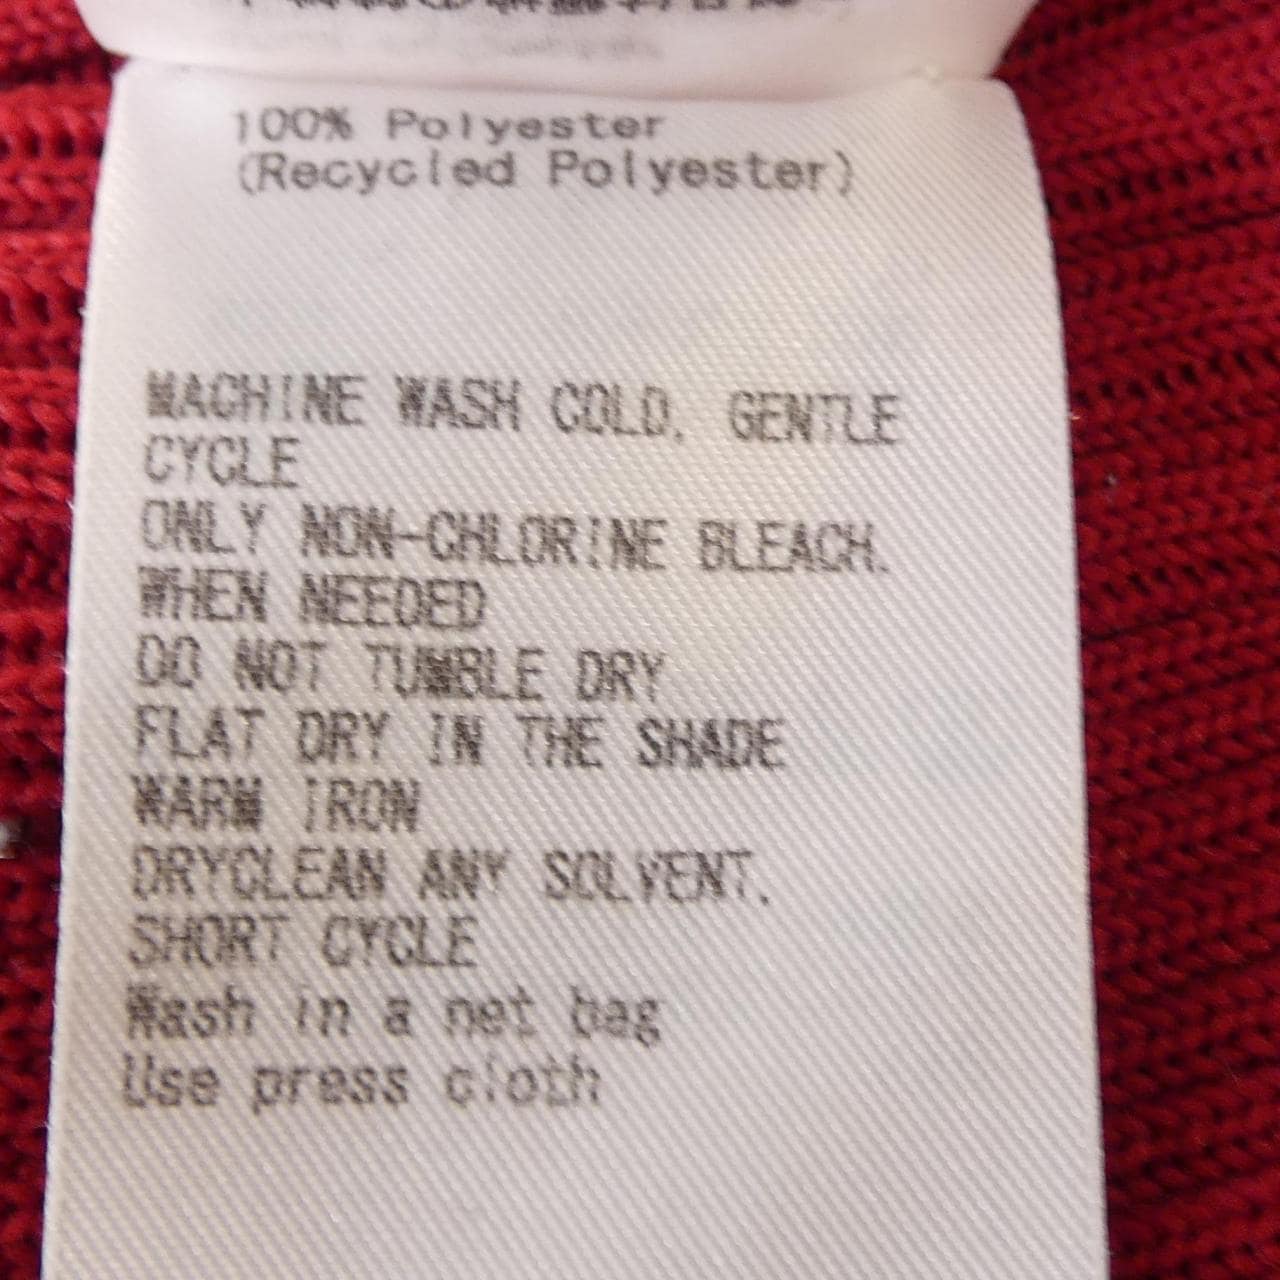 100% Polyester
(Recycled Polyester)
MACHINE WASH COLD, GENTLE
CYCLE
ONLY NON-CHLORINE BLEACH.
WHEN NEEDED
DO NOT TUMBLE DRY
FLAT DRY IN THE SHADE
WARM IRON
DRYCLEAN ANY SOLVENT.
SHORT CYCLE
Wash in a net bag
Use press cloth